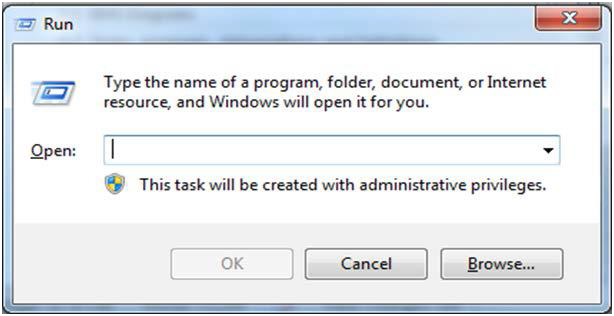 Run
Type the name of a program, folder, document, or Internet
resource, and Windows will open it for you.
Open:
This task will be created with administrative privileges.
OK
Cancel
Browse...